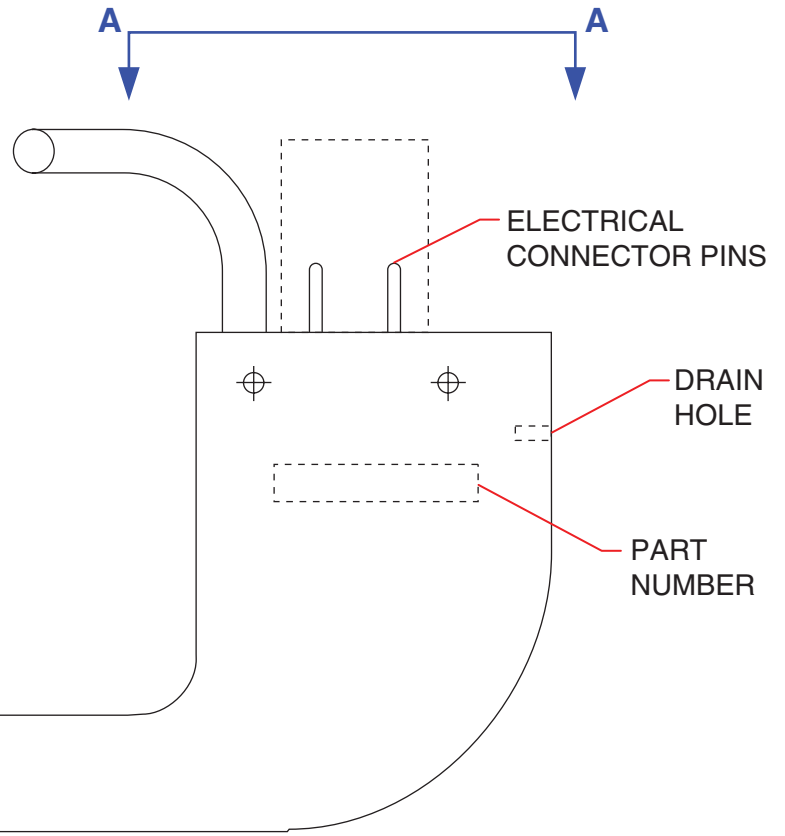 A A
ELECTRICAL
CONNECTOR PINS
DRAIN
HOLE
PART
NUMBER